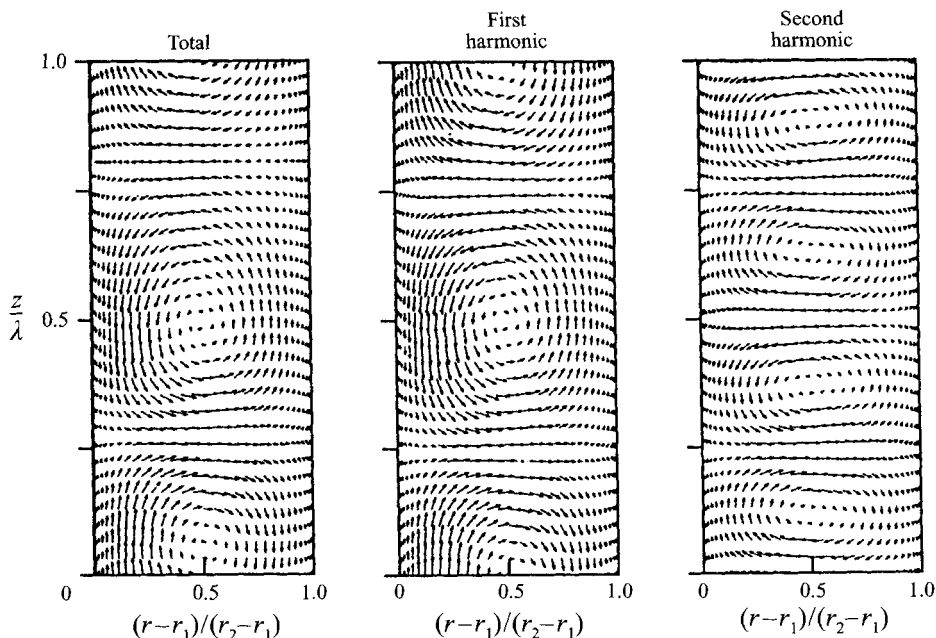 Total
First
harmonic
Second
harmonic
1.0
z/λ
0.5
0 0.5 1.0
0 0.5 1.0
0 0.5 1.0
(r−r₁)/(r₂−r₁)
(r−r₁)/(r₂−r₁)
(r−r₁)/(r₂−r₁)